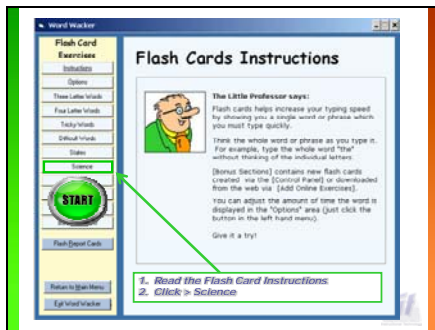 Word Wacker
Flash Card
Exercises
Instructions
Options
Three Letter Words
Four Letter Words
Tricky Words
Difficult Words
States
Science
START
Flash Report Cards
Return to Main Menu
Exit Word Wacker
Flash Cards Instructions
The Little Professor says:
Flash cards helps increase your typing speed
by showing you a single word or phrase which
you must type quickly.
Think the whole word or phrase as you type it.
For example, type the whole word "the"
without thinking of the individual letters.
[Bonus Sections] contains new flash cards
created via the [Control Panel] or downloaded
from the web via [Add Online Exercises].
You can adjust the amount of time the word is
displayed in the "Options" area (just click the
button in the left hand menu).
Give it a try!
1. Read the Flash Card Instructions
2. Click > Science